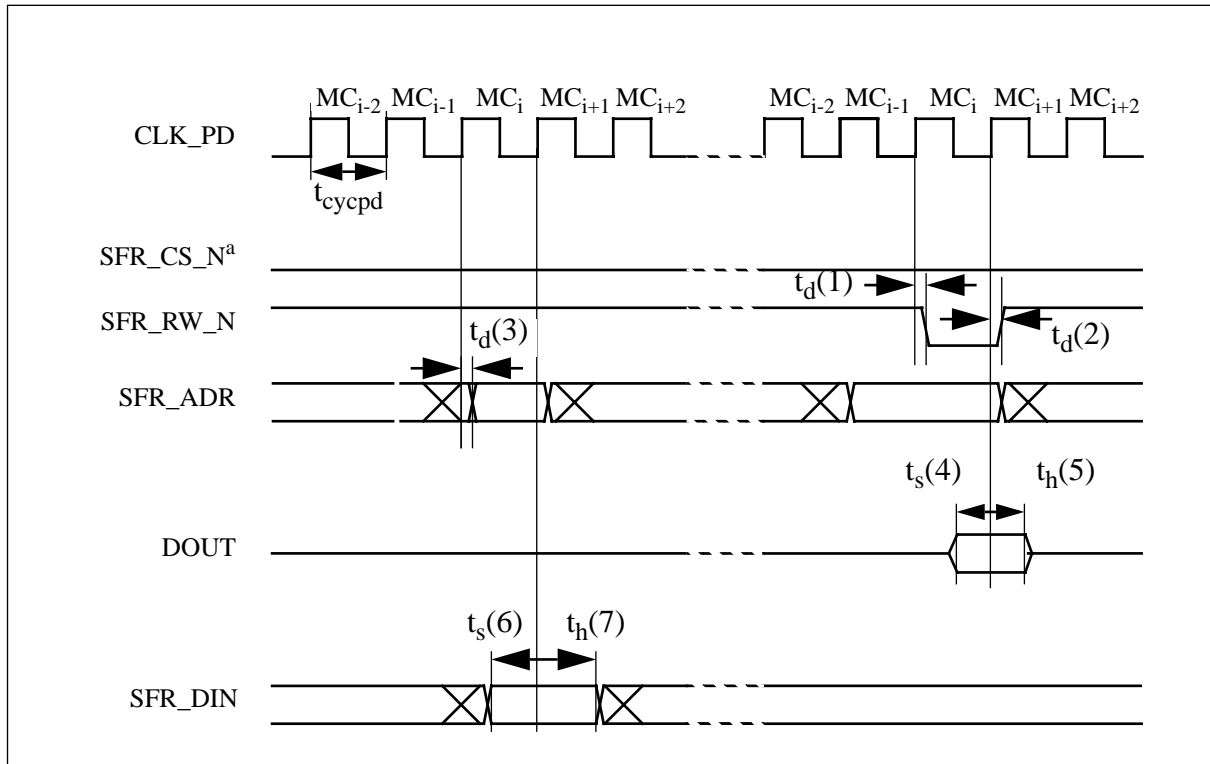 MCi-2 MCi-1 MCi MCi+1 MCi+2 MCi-2 MCi-1 MCi MCi+1 MCi+2
CLK_PD
tcycpd
SFR_CS_Na
td(1)
SFR_RW_N
td(3)
td(2)
SFR_ADR
ts(4) th(5)
DOUT
ts(6) th(7)
SFR_DIN